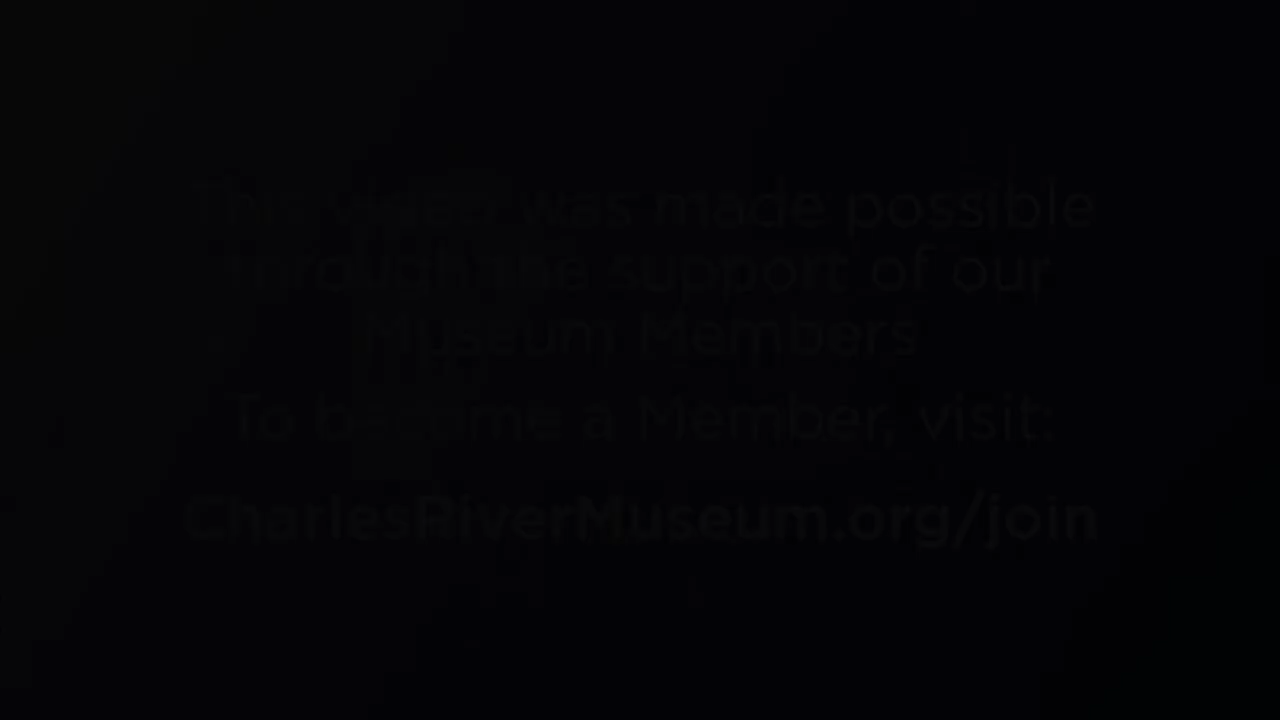 This video was made possible
through the support of our
Museum Members
To become a Member, visit:
CharlesRiverMuseum.org/join